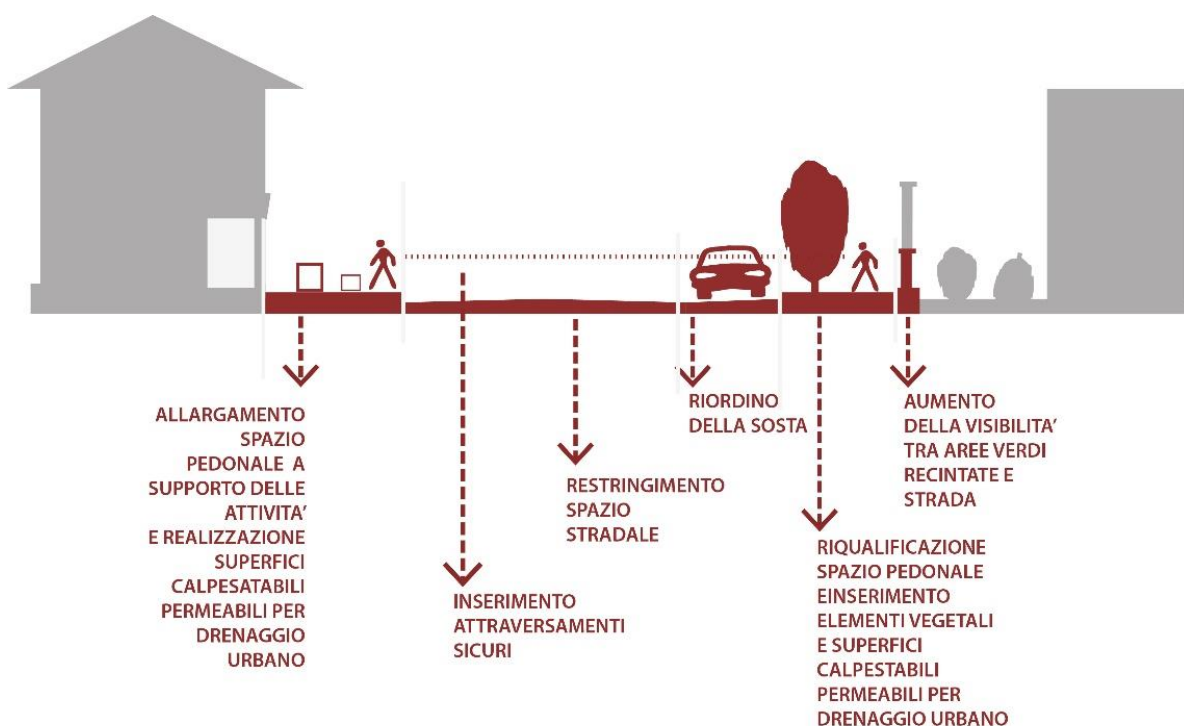 ALLARGAMENTO
SPAZIO
PEDONALE A
SUPPORTO DELLE
ATTIVITA'
E REALIZZAZIONE
SUPERFICI
CALPESATABILI
PERMEABILI PER
DRENAGGIO
URBANO
INSERIMENTO
ATTRAVERSAMENTI
SICURI
RESTRINGIMENTO
SPAZIO
STRADALE
RIORDINO
DELLA SOSTA
RIQUALIFICAZIONE
SPAZIO PEDONALE
EINSERIMENTO
ELEMENTI VEGETALI
E SUPERFICI
CALPESTABILI
PERMEABILI PER
DRENAGGIO URBANO
AUMENTO
DELLA VISIBILITA'
TRA AREE VERDI
RECINTATE E
STRADA